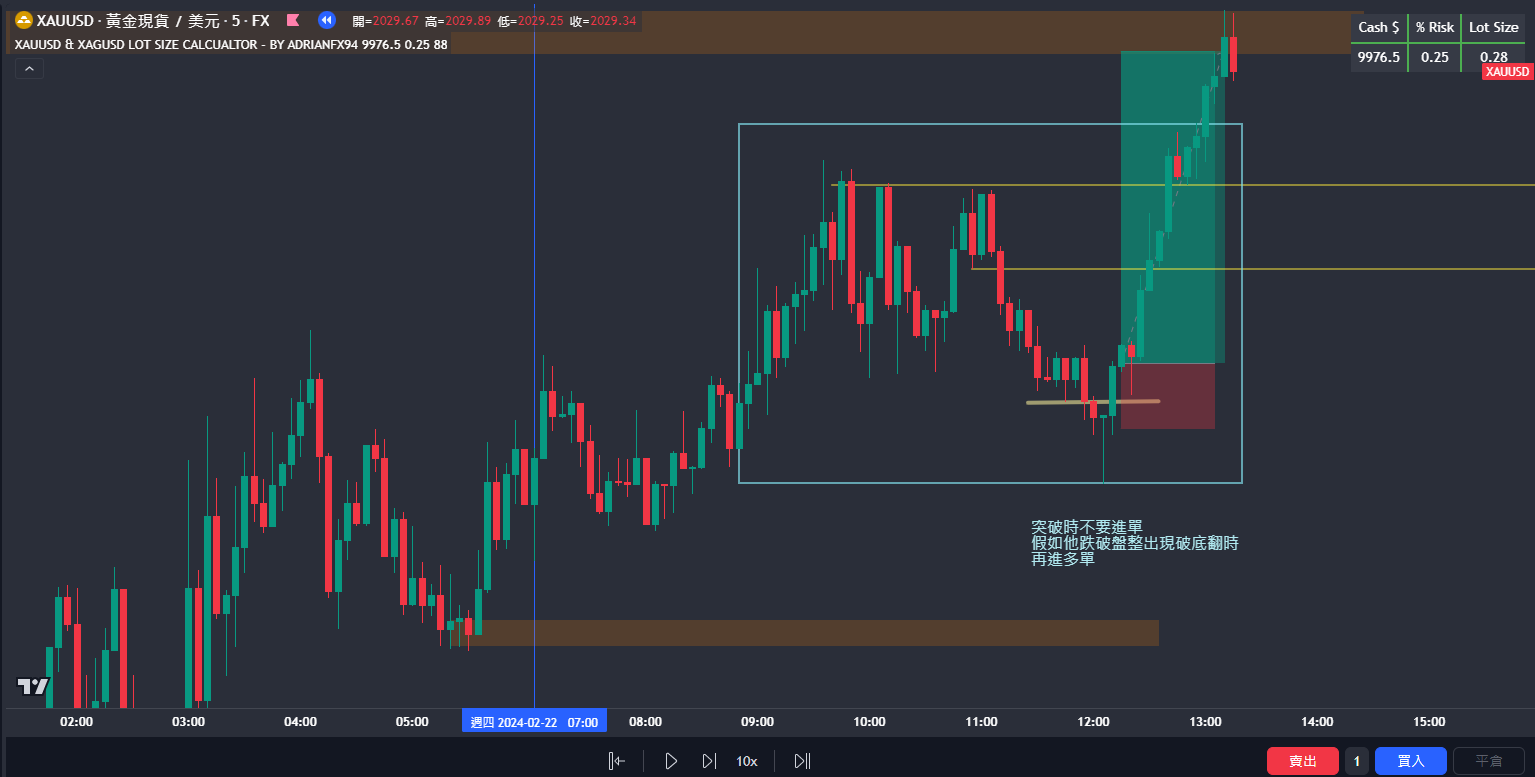 XAUUSD · 黃金現貨 / 美元 · 5 · FX 開=2029.67 高=2029.89 低=2029.25 收=2029.34
XAUUSD & XAGUSD LOT SIZE CALCUALTOR - BY ADRIANFX94 9976.5 0.25 88
Cash $ % Risk Lot Size
9976.5 0.25 0.28
XAUUSD
突破時不要進單
假如他跌破盤整出現破底翻時
再進多單
02:00 03:00 04:00 05:00 週四 2024-02-22 07:00 08:00 09:00 10:00 11:00 12:00 13:00 14:00 15:00
10x 賣出 1 買入 平倉